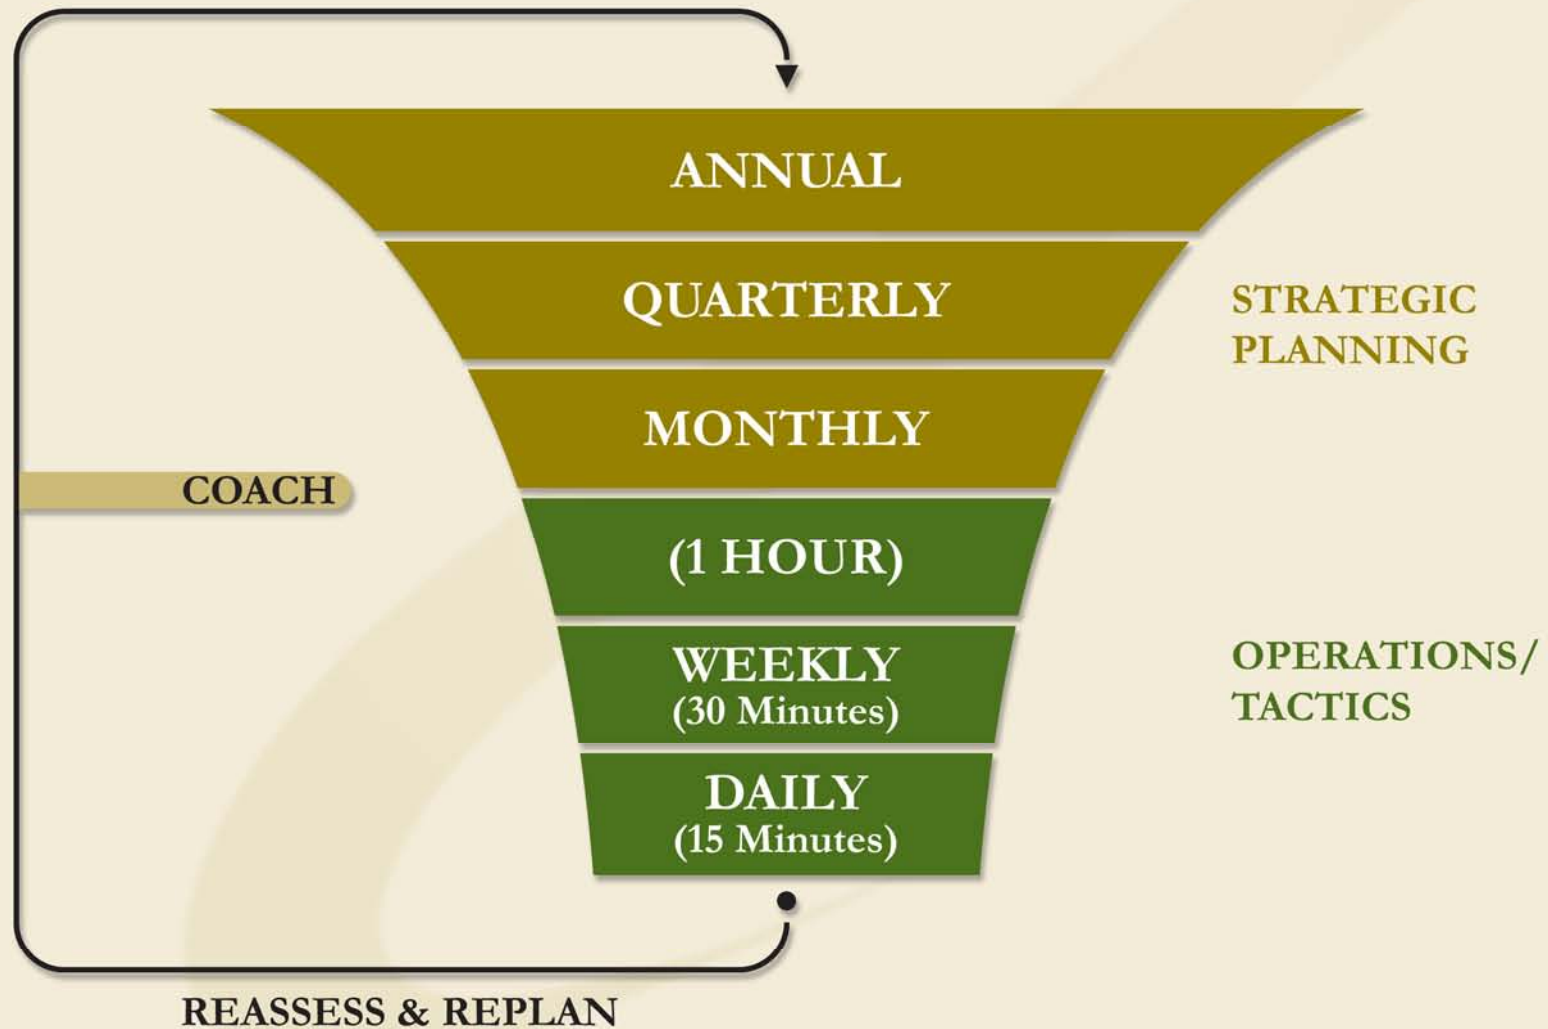 ANNUAL
QUARTERLY
STRATEGIC
PLANNING
MONTHLY
COACH
(1 HOUR)
WEEKLY
(30 Minutes)
OPERATIONS/
TACTICS
DAILY
(15 Minutes)
REASSESS & REPLAN